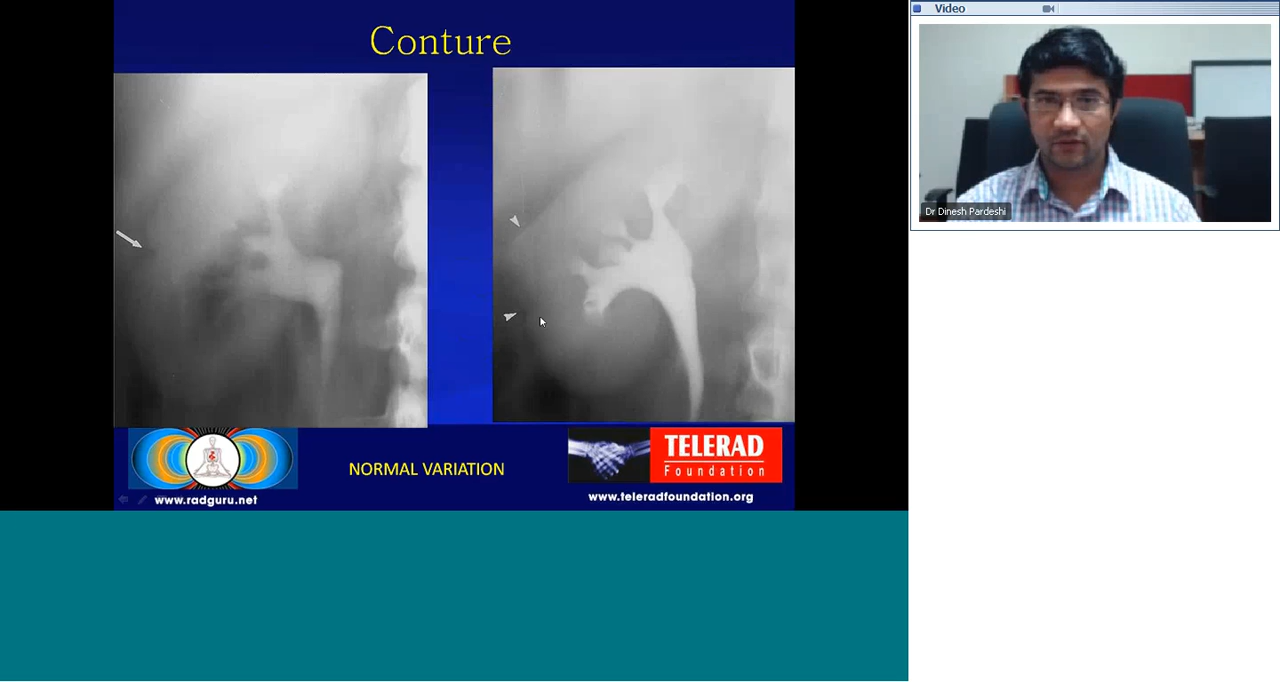 Conture
NORMAL VARIATION
www.radguru.net
TELERAD
Foundation
www.teleradfoundation.org
Video
Dr Dinesh Pardeshi